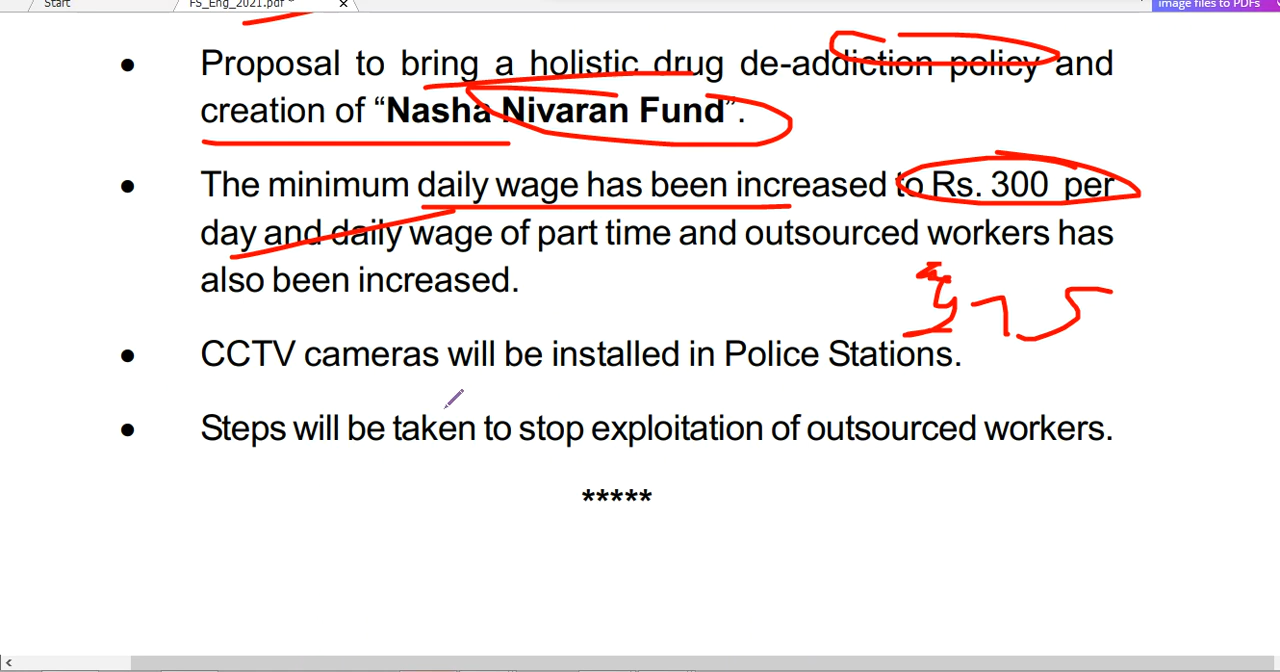 Start
FS_Eng_2021.pdf *
image files to PDFs
• Proposal to bring a holistic drug de-addiction policy and
creation of “Nasha Nivaran Fund”.
• The minimum daily wage has been increased to Rs. 300 per
day and daily wage of part time and outsourced workers has
also been increased.
375
• CCTV cameras will be installed in Police Stations.
• Steps will be taken to stop exploitation of outsourced workers.
*****